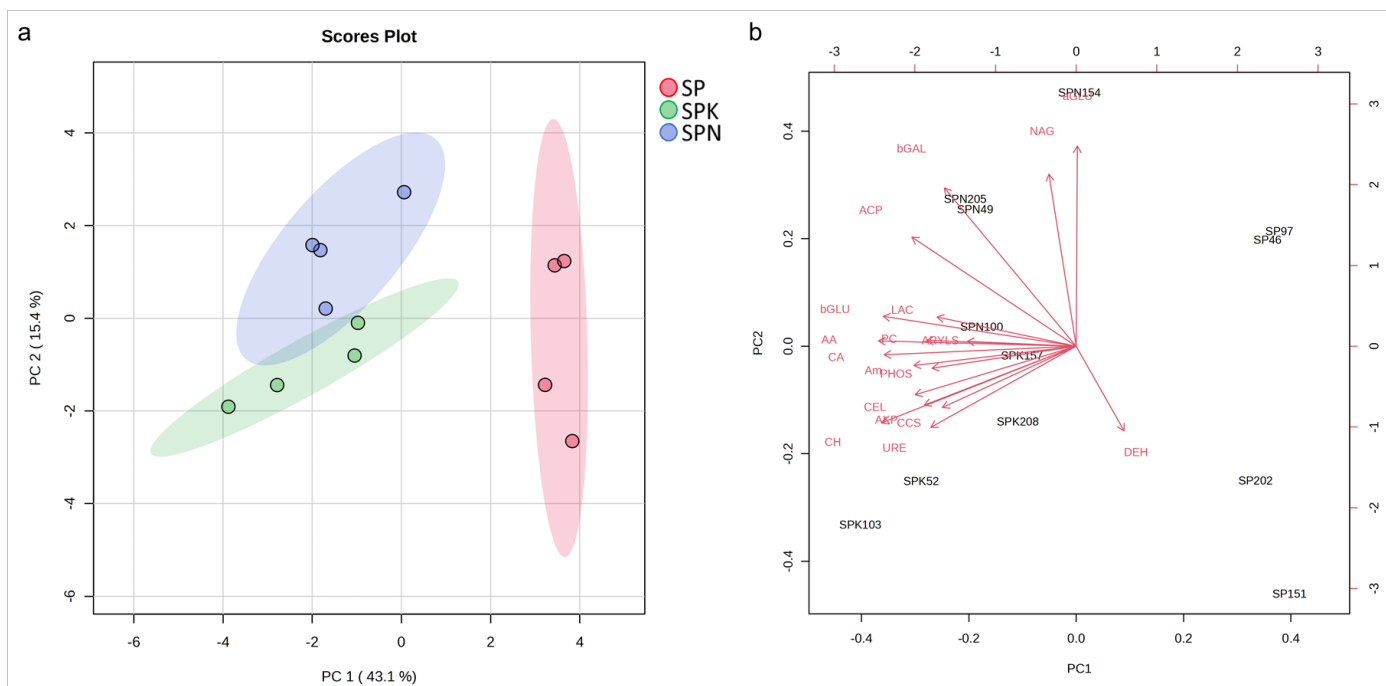 a
Scores Plot
SP
SPK
SPN
4
2
0
-2
-4
-6
PC 2 ( 15.4 %)
-6 -4 -2 0 2 4
PC 1 ( 43.1 %)
b
-3 -2 -1 0 1 2 3
SPN154
aGLU
NAG
bGAL
SPN205
SPN49
ACP
SP97
SP46
bGLU
LAC
SPN100
AA
PC
ARYLS
CA
SPK157
Am
PHOS
CEL
AKP
CCS
SPK208
CH
URE
DEH
SPK52
SP202
SPK103
SP151
0.4
0.2
0.0
-0.2
-0.4
PC2
3
2
1
0
-1
-2
-3
-0.4 -0.2 0.0 0.2 0.4
PC1